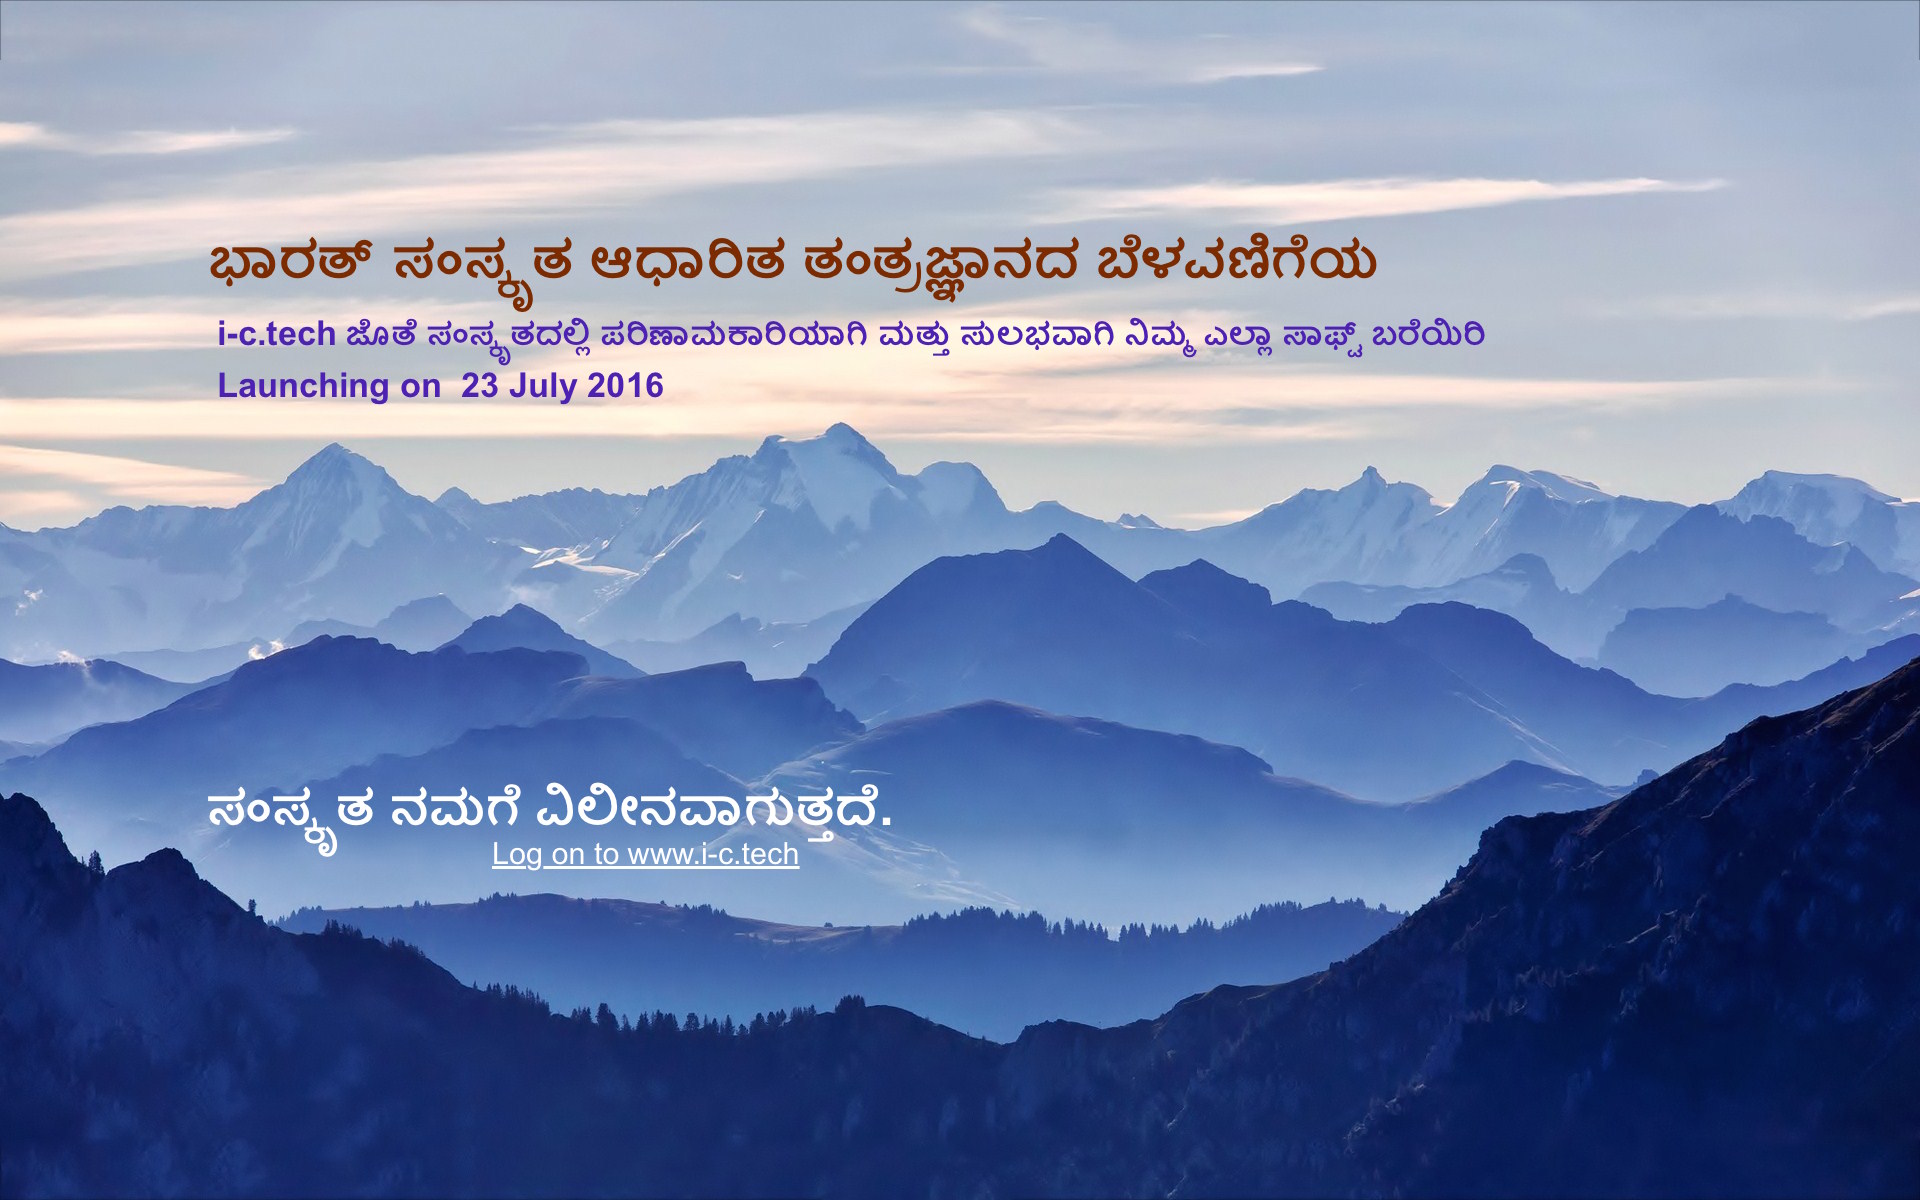 ಭಾರತ್ ಸಂಸ್ಕೃತ ಆಧಾರಿತ ತಂತ್ರಜ್ಞಾನದ ಬೆಳವಣಿಗೆಯ
i-c.tech ಜೊತೆ ಸಂಸ್ಕೃತದಲ್ಲಿ ಪರಿಣಾಮಕಾರಿಯಾಗಿ ಮತ್ತು ಸುಲಭವಾಗಿ ನಿಮ್ಮ ಎಲ್ಲಾ ಸಾಫ್ಟ್ ಬರೆಯಿರಿ
Launching on 23 July 2016
ಸಂಸ್ಕೃತ ನಮಗೆ ವಿಲೀನವಾಗುತ್ತದೆ.
Log on to www.i-c.tech